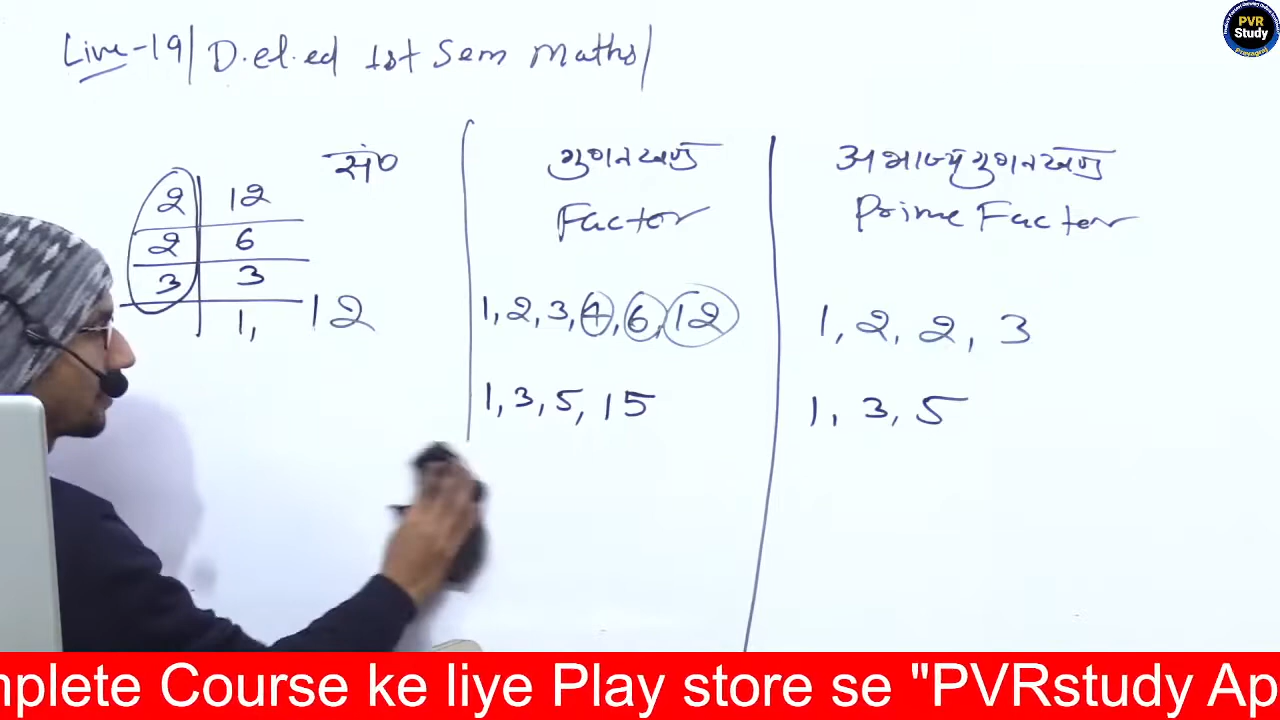 Live-19/ D.el.ed 1st Sem Maths/
PVR
Study
Prayagraj
सं०
गुणनखण्ड
Factor
अभाज्य गुणनखण्ड
Prime Factor
2 | 12
2 | 6
3 | 3
1,
12
1, 2, 3, 4, 6, 12
1, 2, 2, 3
1, 3, 5, 15
1, 3, 5
mplete Course ke liye Play store se "PVRstudy Ap